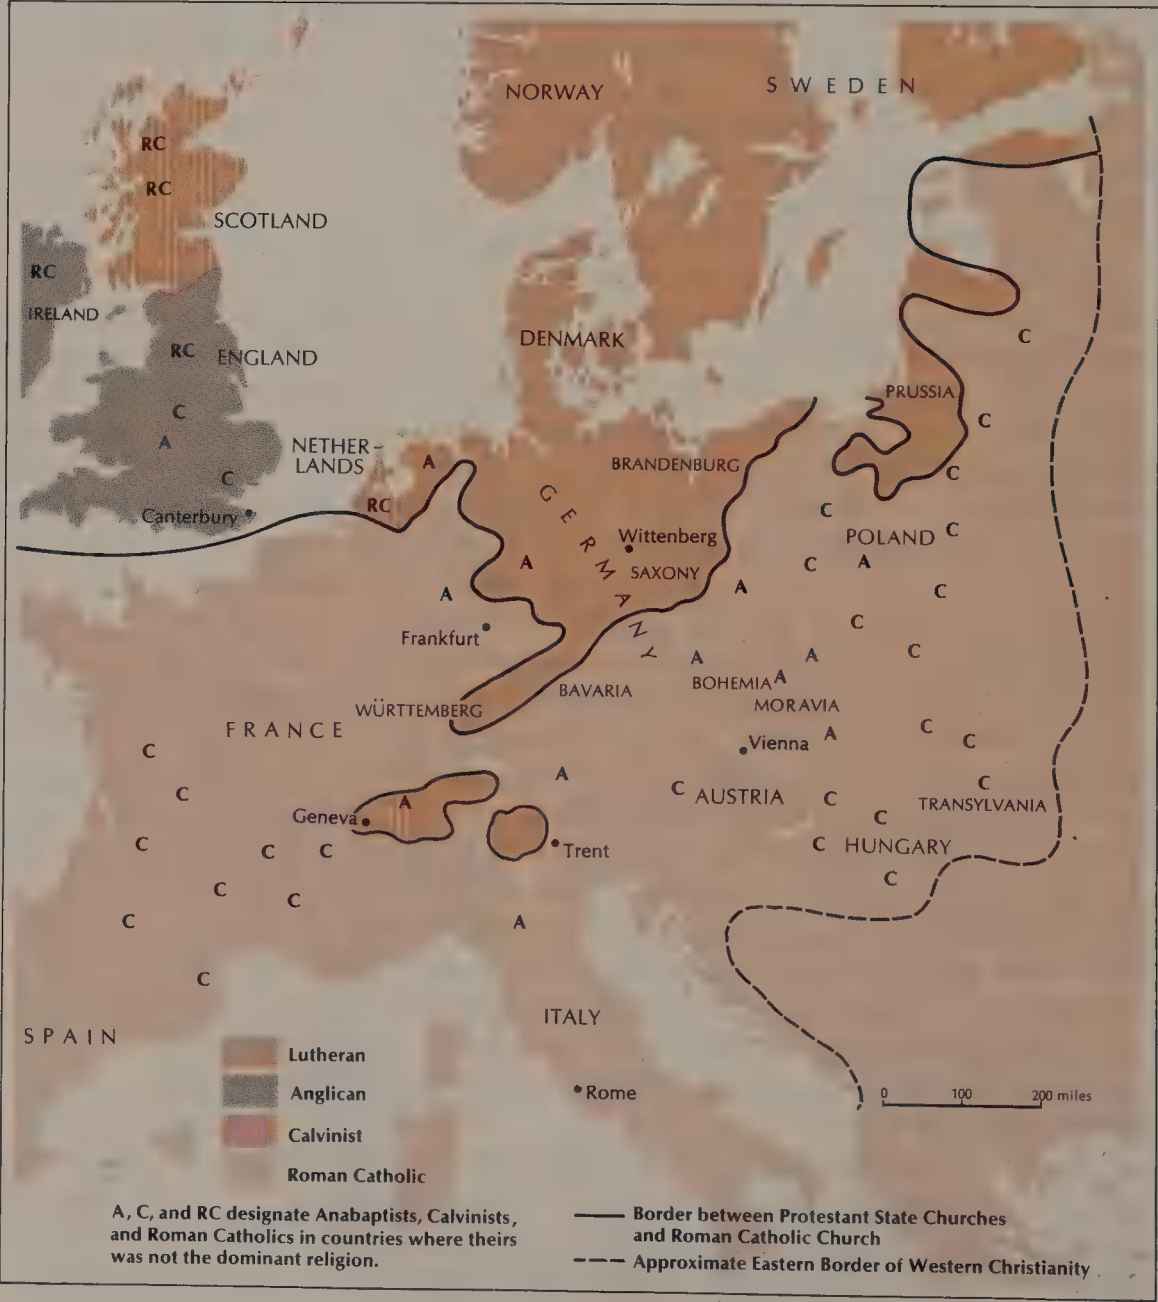 NORWAY
SWEDEN
RC
RC
SCOTLAND
RC
IRELAND
RC
ENGLAND
C
A
C
Canterbury
DENMARK
C
PRUSSIA
C
NETHER-
LANDS
A
RC
BRANDENBURG
C
GERMANY
Wittenberg
SAXONY
C
POLAND
C
A
C
A
A
A
C
C
C
Frankfurt
A
A
A
BOHEMIA
MORAVIA
BAVARIA
WÜRTTEMBERG
FRANCE
Vienna
A
C
C
C
C
A
C
AUSTRIA
C
C
TRANSYLVANIA
C
HUNGARY
C
Geneva
A
Trent
C
C
C
C
C
C
C
A
SPAIN
ITALY
Rome
0 100 200 miles
Lutheran
Anglican
Calvinist
Roman Catholic
A, C, and RC designate Anabaptists, Calvinists,
and Roman Catholics in countries where theirs
was not the dominant religion.
Border between Protestant State Churches
and Roman Catholic Church
Approximate Eastern Border of Western Christianity